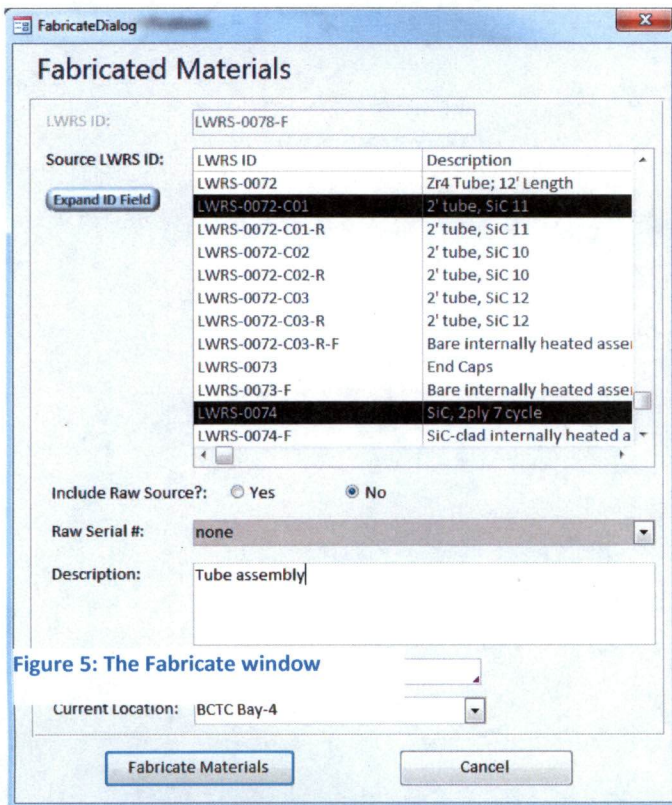 FabricateDialog
Fabricated Materials
LWRS ID: LWRS-0078-F
Source LWRS ID: LWRS ID Description
Expand ID Field
LWRS-0072 Zr4 Tube; 12' Length
LWRS-0072-C01 2' tube, SiC 11
LWRS-0072-C01-R 2' tube, SiC 11
LWRS-0072-C02 2' tube, SiC 10
LWRS-0072-C02-R 2' tube, SiC 10
LWRS-0072-C03 2' tube, SiC 12
LWRS-0072-C03-R 2' tube, SiC 12
LWRS-0072-C03-R-F Bare internally heated asse
LWRS-0073 End Caps
LWRS-0073-F Bare internally heated asse
LWRS-0074 SiC, 2ply 7 cycle
LWRS-0074-F SiC-clad internally heated a
Include Raw Source?: Yes No
Raw Serial #: none
Description: Tube assembly
Figure 5: The Fabricate window
Current Location: BCTC Bay-4
Fabricate Materials Cancel